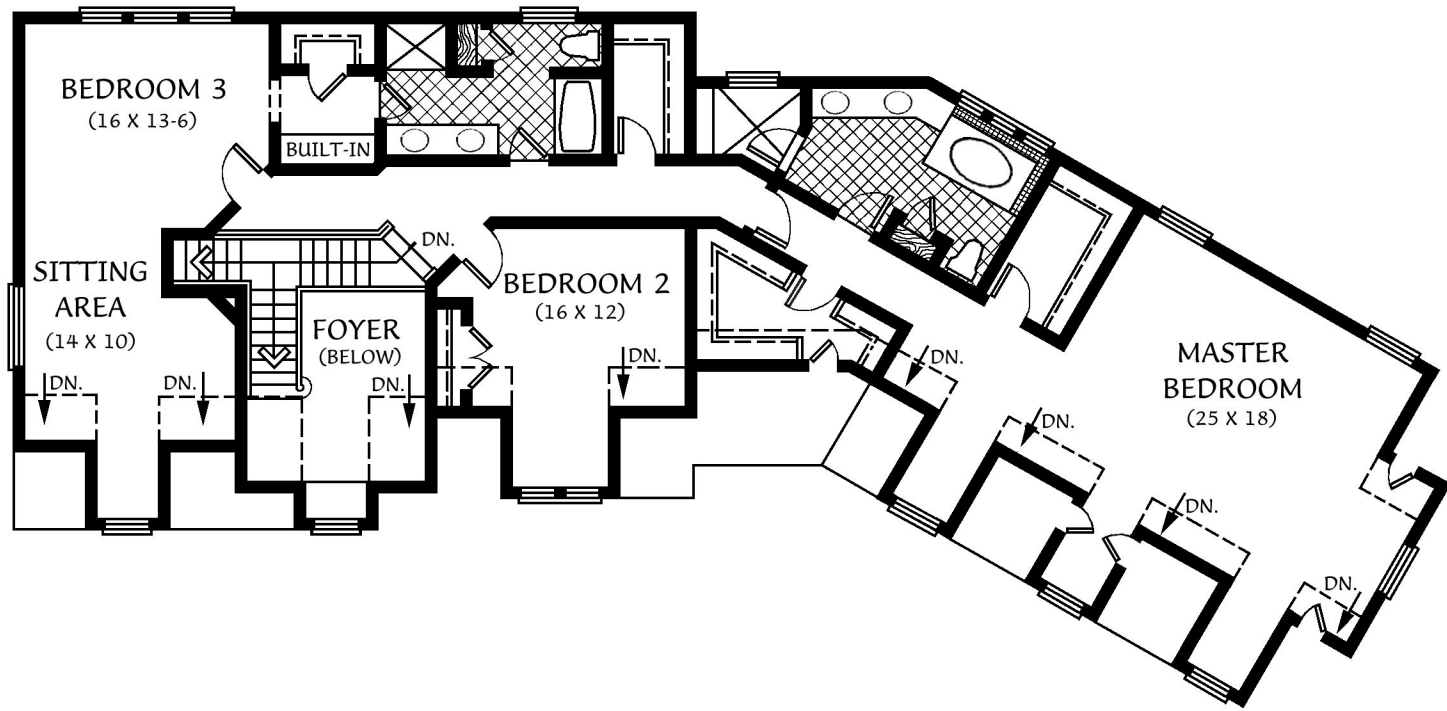 BEDROOM 3
(16 X 13-6)
BUILT-IN
SITTING
AREA
(14 X 10)
DN.
DN.
DN.
FOYER
(BELOW)
DN.
BEDROOM 2
(16 X 12)
DN.
DN.
MASTER
BEDROOM
(25 X 18)
DN.
DN.
DN.